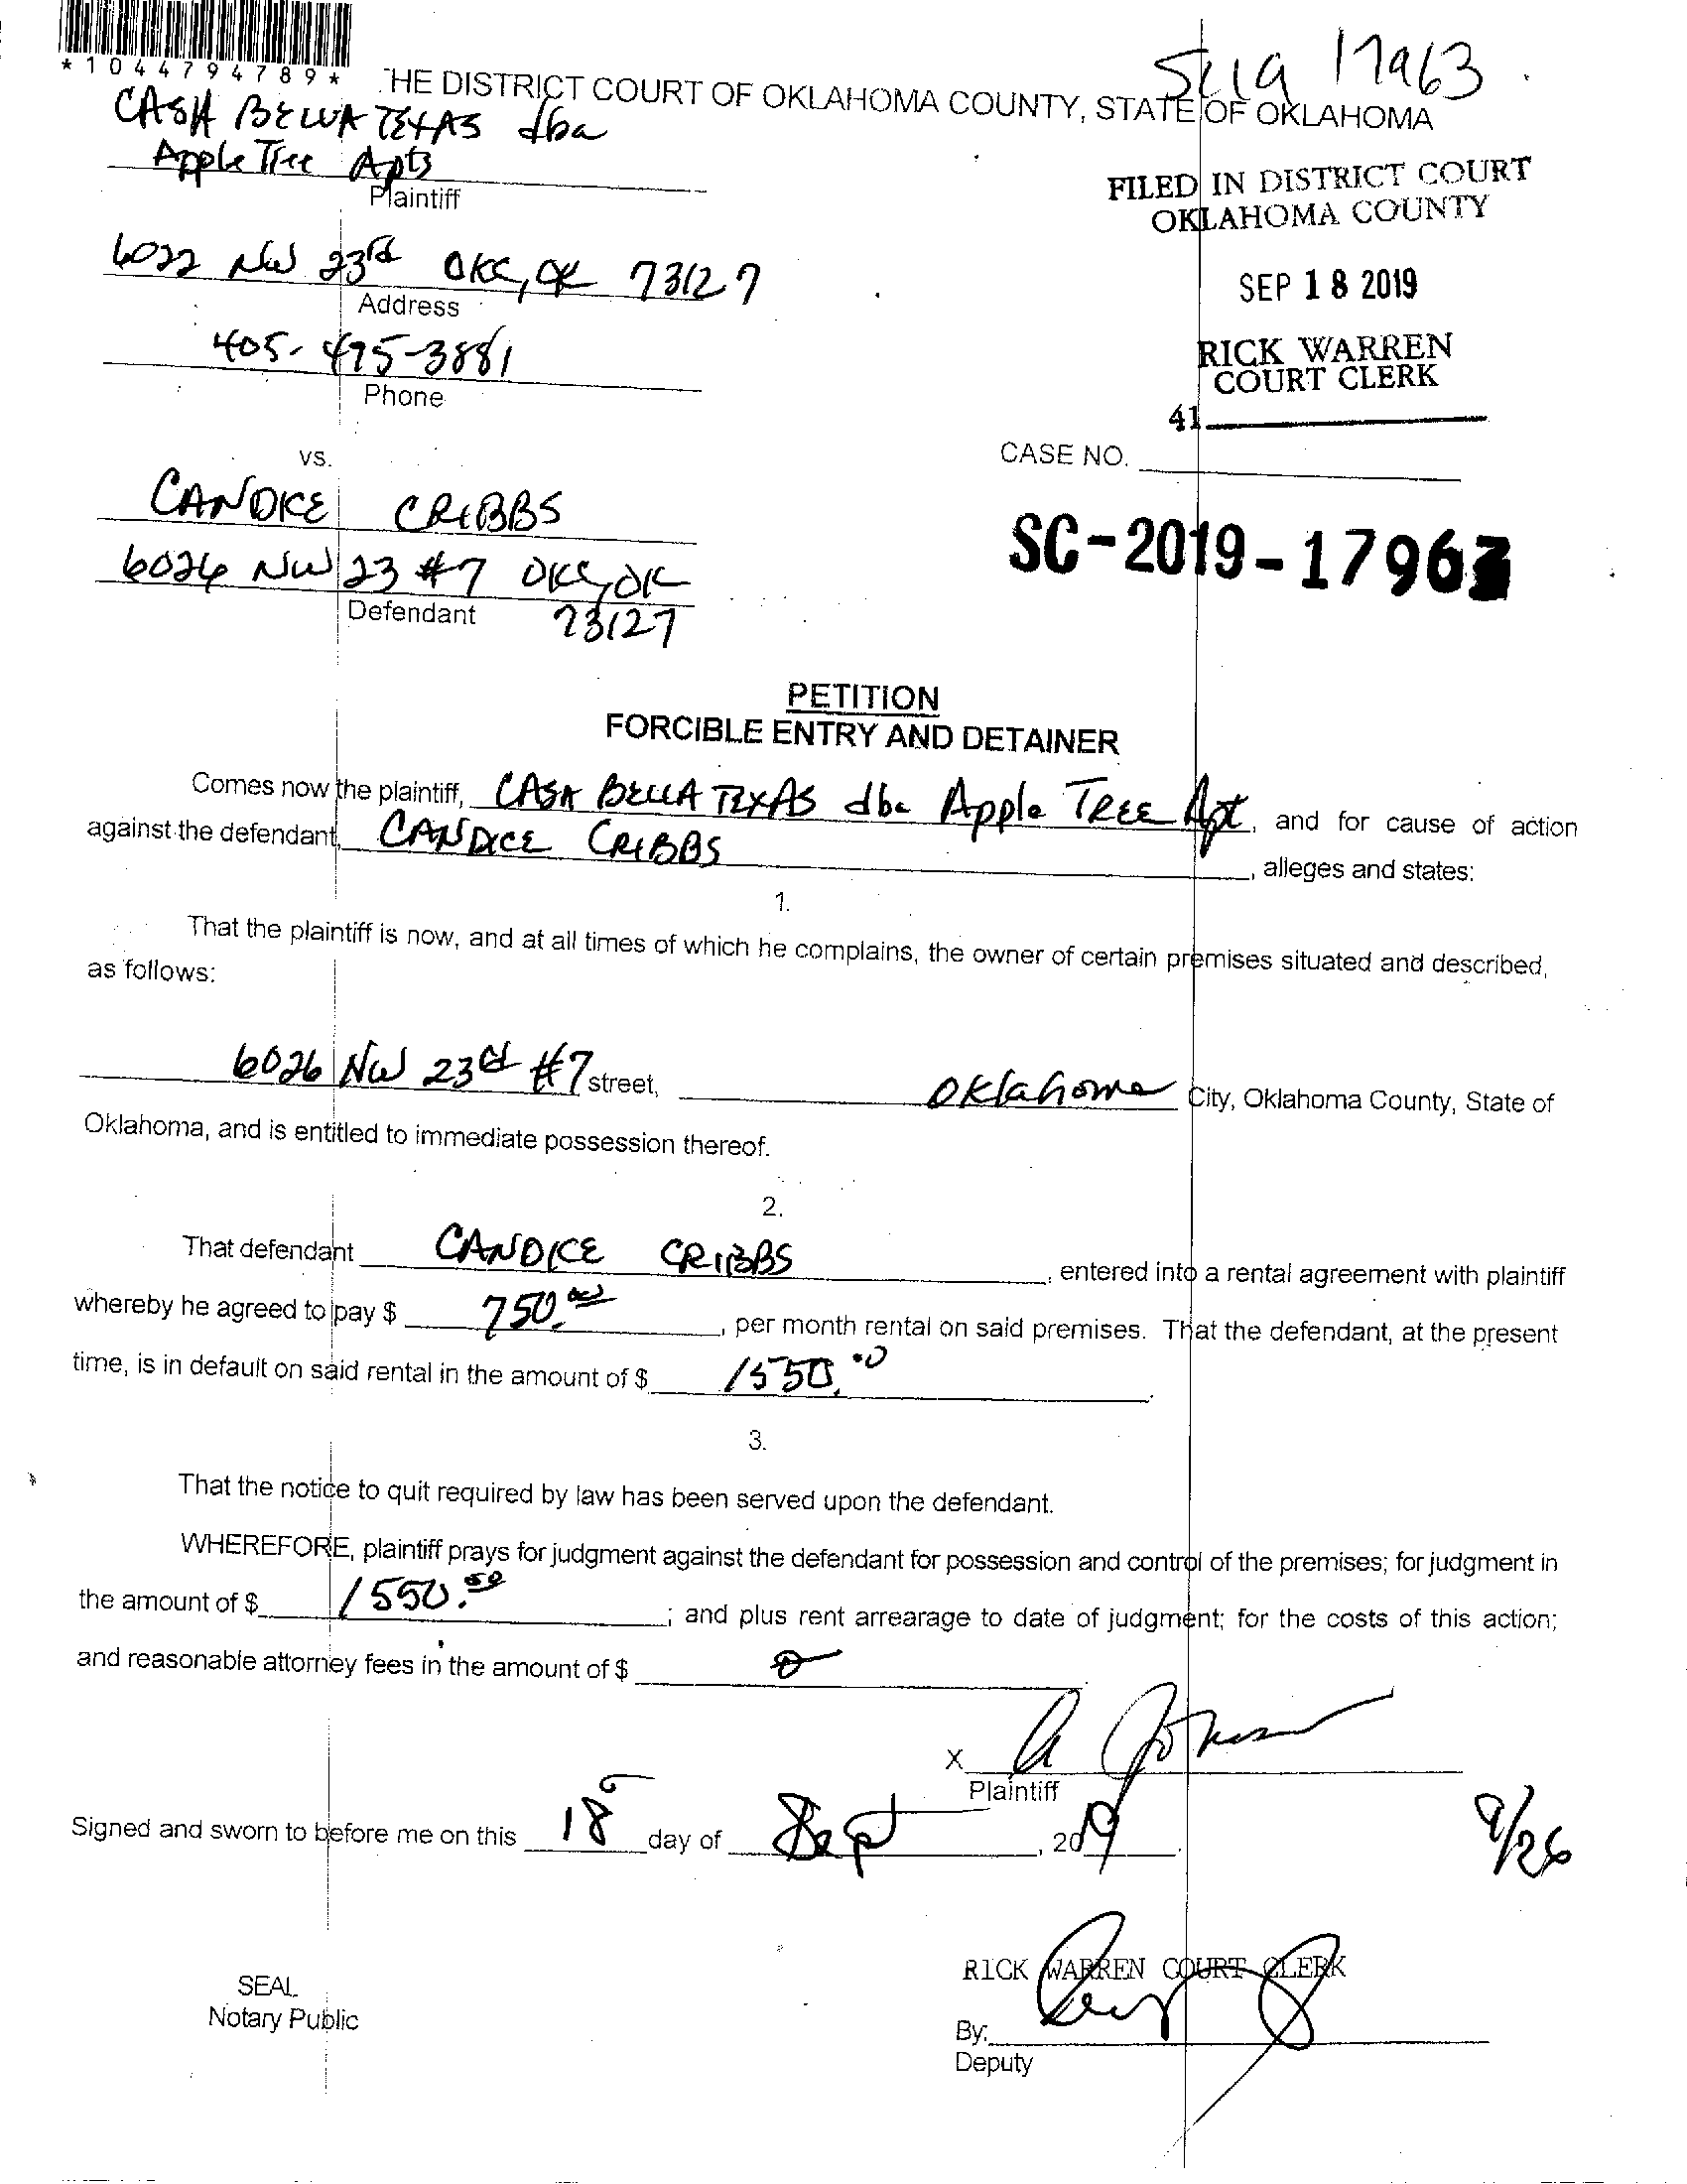 *1044794789*
SC19 17963
THE DISTRICT COURT OF OKLAHOMA COUNTY, STATE OF OKLAHOMA
CASA BELLA TEXAS dba
Apple Tree Apts
Plaintiff
FILED IN DISTRICT COURT
OKLAHOMA COUNTY
6022 NW 23rd OKC, OK 73127
Address
SEP 18 2019
405-495-3881
Phone
RICK WARREN
COURT CLERK
41
vs.
CASE NO.
CANDICE CRIBBS
SC-2019-17963
6026 NW 23 #7 OKC, OK
Defendant 73127
PETITION
FORCIBLE ENTRY AND DETAINER
Comes now the plaintiff, CASA BELLA TEXAS dba Apple TREE Apt, and for cause of action
against the defendant, CANDICE CRIBBS, alleges and states:
1.
That the plaintiff is now, and at all times of which he complains, the owner of certain premises situated and described,
as follows:
6026 NW 23rd #7 street, Oklahoma City, Oklahoma County, State of
Oklahoma, and is entitled to immediate possession thereof.
2.
That defendant CANDICE CRIBBS, entered into a rental agreement with plaintiff
whereby he agreed to pay $ 750.00, per month rental on said premises. That the defendant, at the present
time, is in default on said rental in the amount of $ 1550.00.
3.
That the notice to quit required by law has been served upon the defendant.
WHEREFORE, plaintiff prays for judgment against the defendant for possession and control of the premises; for judgment in
the amount of $ 1550.00; and plus rent arrearage to date of judgment; for the costs of this action;
and reasonable attorney fees in the amount of $ 0
X
Plaintiff
Signed and sworn to before me on this 18 day of Sept, 2019.
9/26
RICK WARREN COURT CLERK
SEAL
Notary Public
By:
Deputy